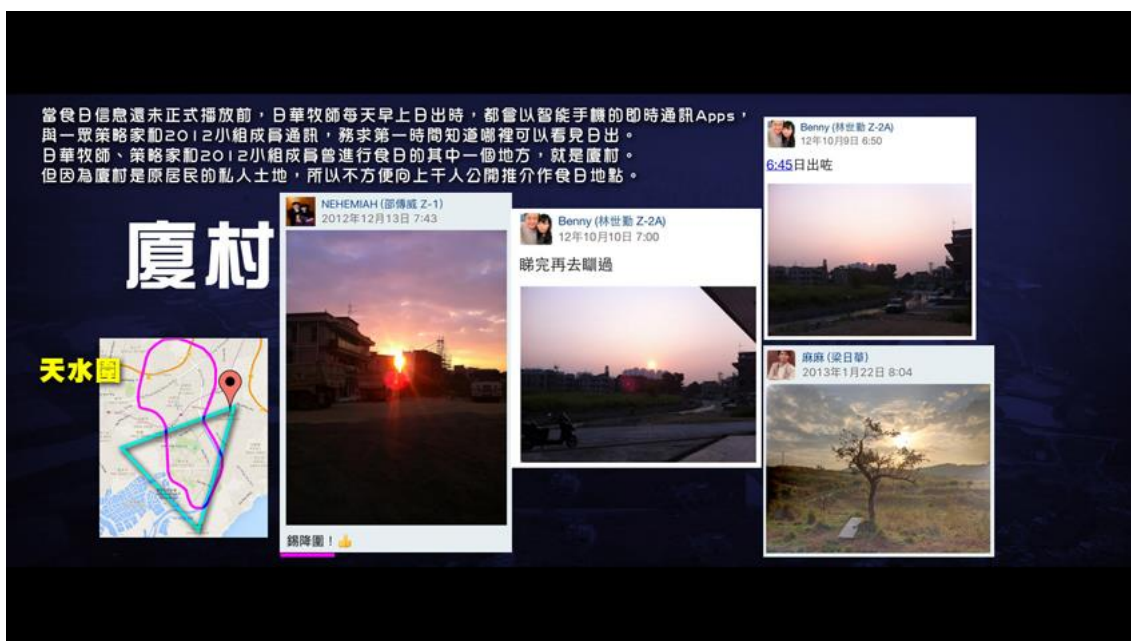 當食日信息還未正式播放前，日華牧師每天早上日出時，都會以智能手機的即時通訊Apps，
與一眾策略家和2012小組成員通訊，務求第一時間知道哪裡可以看見日出。
日華牧師、策略家和2012小組成員曾進行食日的其中一個地方，就是廈村。
但因為廈村是原居民的私人土地，所以不方便向上千人公開推介作食日地點。
廈村
天水圍
NEHEMIAH (邵傳威 Z-1)
2012年12月13日 7:43
錫降圍！👍
Benny (林世勤 Z-2A)
12年10月10日 7:00
睇完再去瞓過
Benny (林世勤 Z-2A)
12年10月9日 6:50
6:45日出咗
麻麻 (梁日華)
2013年1月22日 8:04